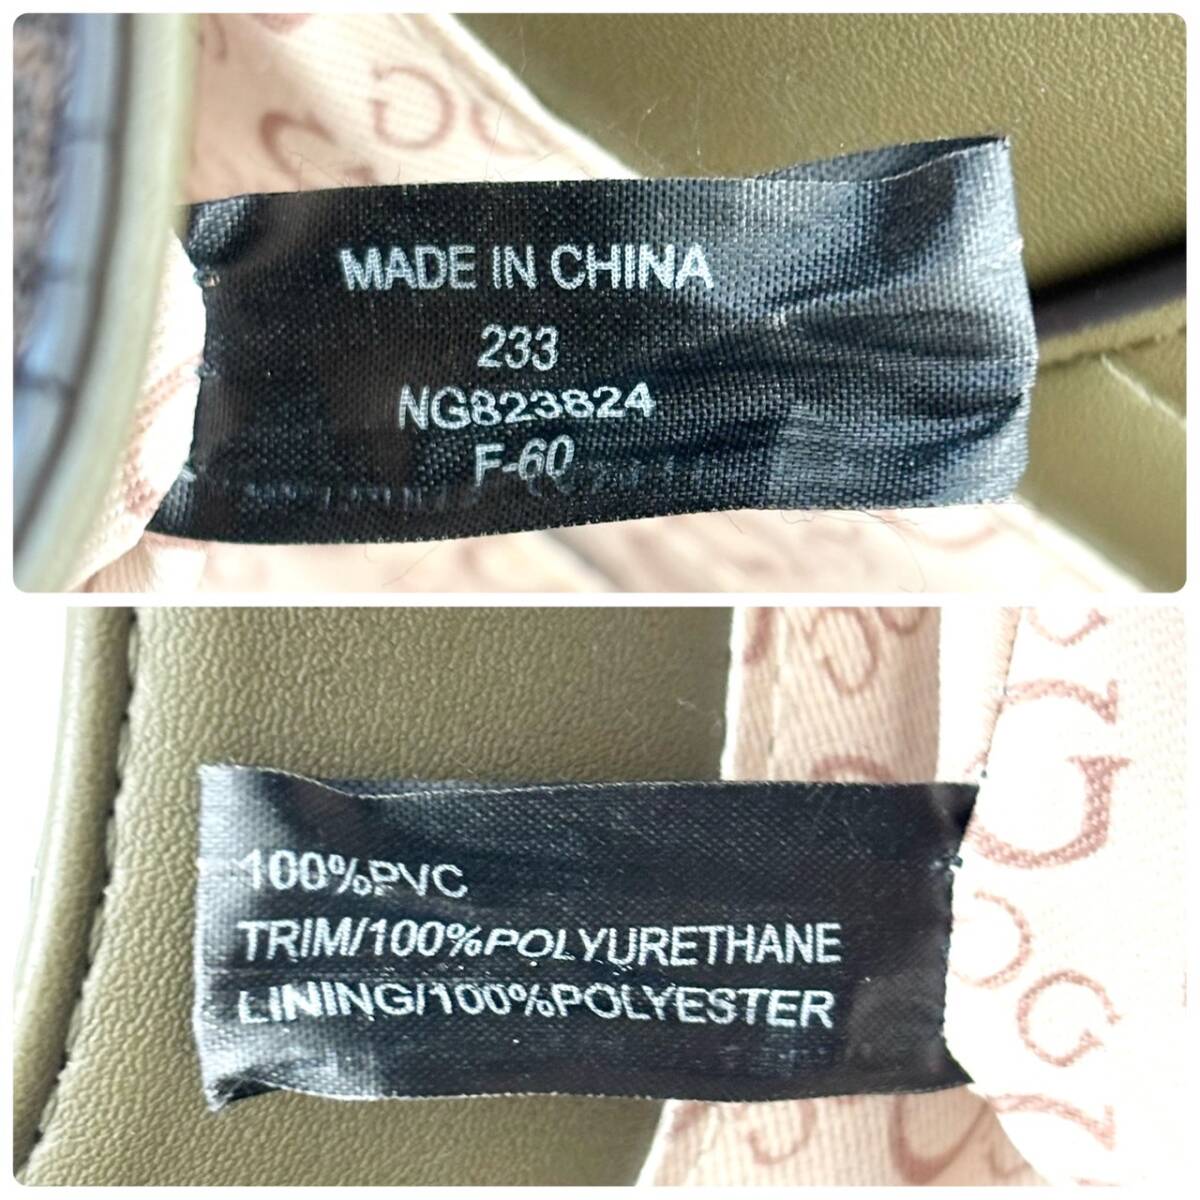 MADE IN CHINA
233
NG823824
F-60
100%PVC
TRIM/100%POLYURETHANE
LINING/100%POLYESTER